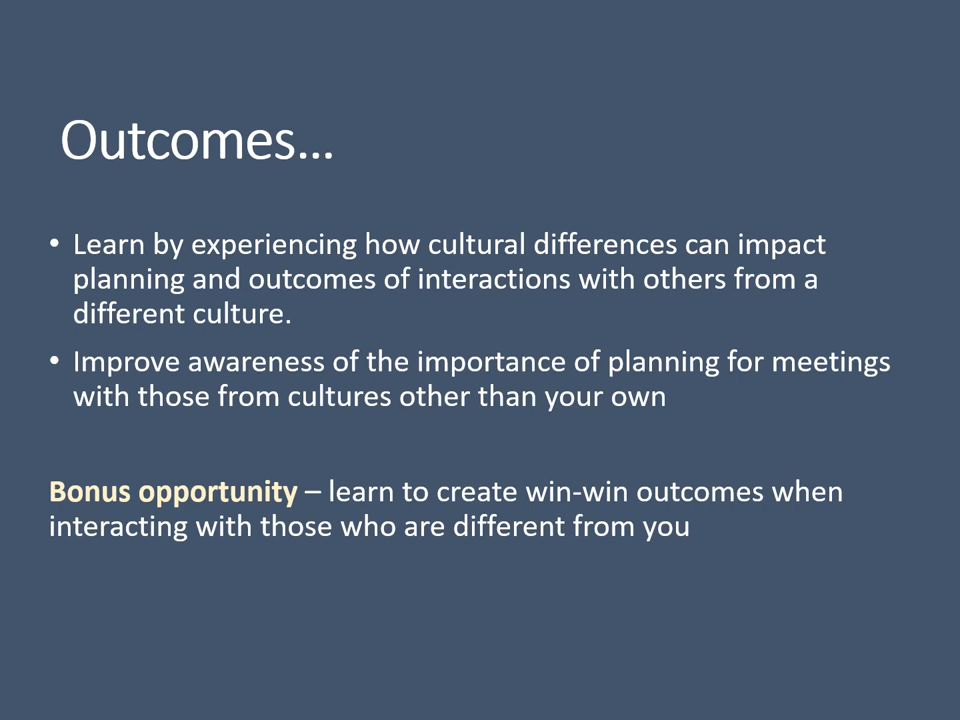 Outcomes...
• Learn by experiencing how cultural differences can impact
planning and outcomes of interactions with others from a
different culture.
• Improve awareness of the importance of planning for meetings
with those from cultures other than your own
Bonus opportunity – learn to create win-win outcomes when
interacting with those who are different from you